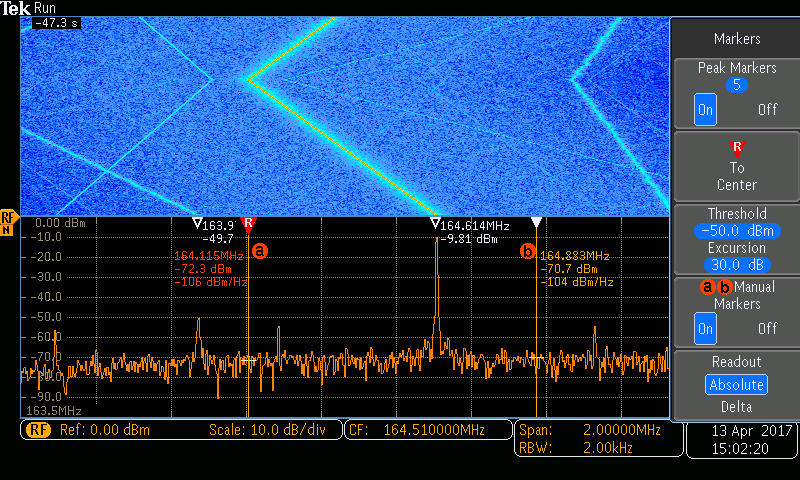 Tek Run
-47.3 s
Markers
Peak Markers
5
On Off
R
To
Center
Threshold
-50.0 dBm
Excursion
30.0 dB
a b Manual
Markers
On Off
Readout
Absolute
Delta
RF
N
0.00 dBm
-10.0
-20.0
-30.0
-40.0
-50.0
-60.0
-70.0
-80.0
-90.0
163.5MHz
163.9
-49.7
R
a
164.115MHz
-72.3 dBm
-106 dBm/Hz
164.614MHz
-9.81 dBm
b
164.883MHz
-70.7 dBm
-104 dBm/Hz
RF Ref: 0.00 dBm Scale: 10.0 dB/div
CF: 164.510000MHz
Span: 2.00000MHz
RBW: 2.00kHz
13 Apr 2017
15:02:20